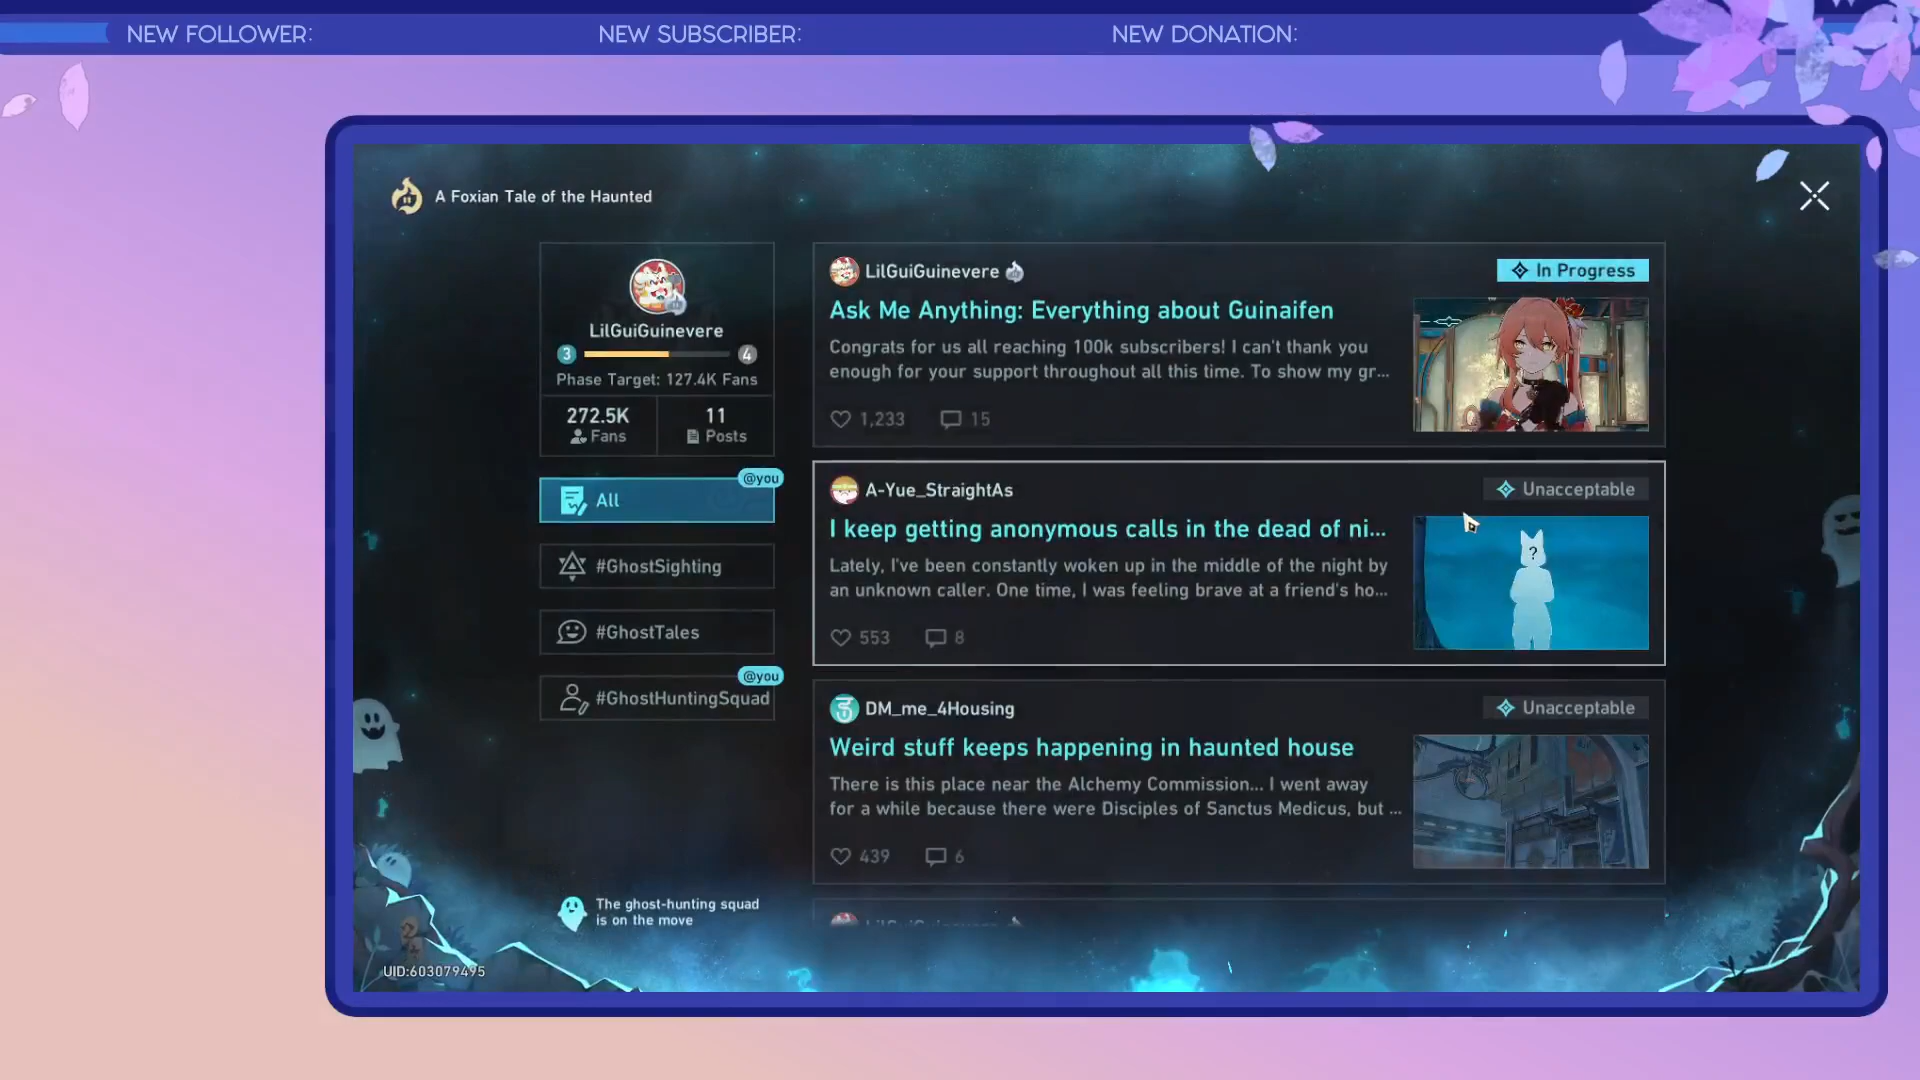 NEW FOLLOWER:
NEW SUBSCRIBER:
NEW DONATION:
A Foxian Tale of the Haunted
LilGuiGuinevere
3
4
Phase Target: 127.4K Fans
272.5K
Fans
11
Posts
@you
All
#GhostSighting
#GhostTales
@you
#GhostHuntingSquad
The ghost-hunting squad
is on the move
UID:603079495
LilGuiGuinevere
In Progress
Ask Me Anything: Everything about Guinaifen
Congrats for us all reaching 100k subscribers! I can't thank you
enough for your support throughout all this time. To show my gr...
1,233
15
A-Yue_StraightAs
Unacceptable
I keep getting anonymous calls in the dead of ni...
Lately, I've been constantly woken up in the middle of the night by
an unknown caller. One time, I was feeling brave at a friend's ho...
?
553
8
DM_me_4Housing
Unacceptable
Weird stuff keeps happening in haunted house
There is this place near the Alchemy Commission... I went away
for a while because there were Disciples of Sanctus Medicus, but ...
439
6